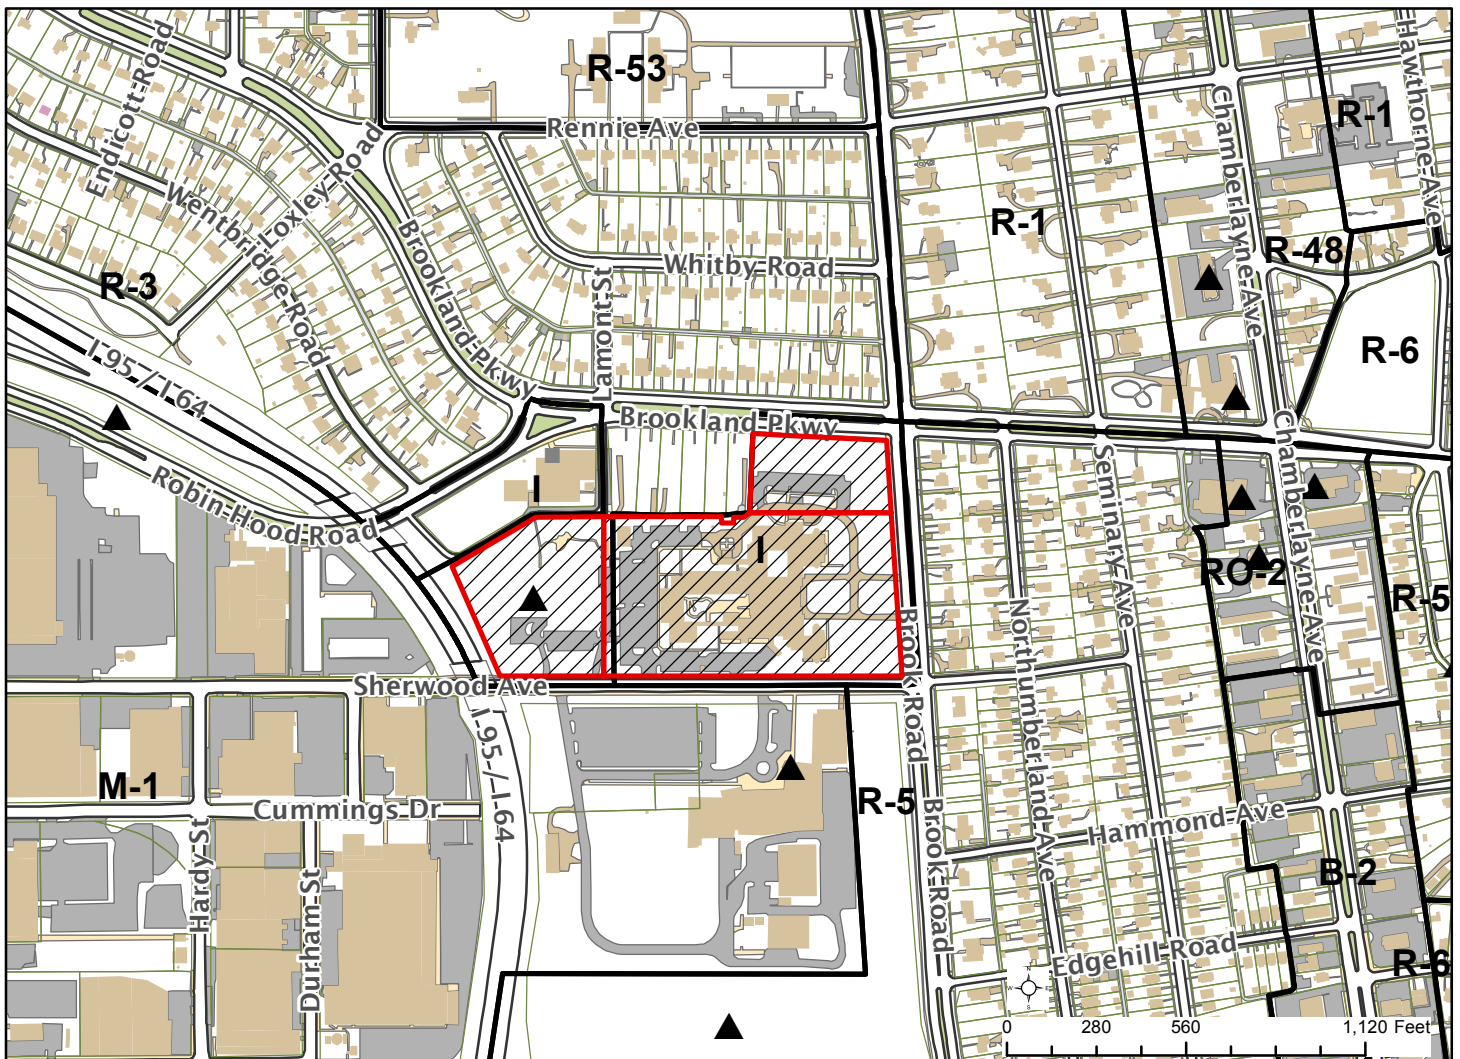 R-53
Hawthorne-Ave
Endicott-Road
R-1
Rennie Ave
Chamberlayne-Ave
Loxley Road
Wentbridge-Road
R-1
Brookland-Pkwy
R-48
Whitby Road
R-3
Lamont St
I-95-/-I-64
R-6
Brookland-Pkwy
Chamberlayne-Ave
Seminary-Ave
Robin-Hood-Road
I
I
RO-2
R-5
Northumberland-Ave
Brook-Road
Sherwood Ave
I-95-/-I-64
M-1
R-5
Cummings Dr
Brook-Road
Hammond Ave
Hardy-St
Durham-St
B-2
Edgehill Road
R-6
N
W
E
S
0 280 560 1,120 Feet